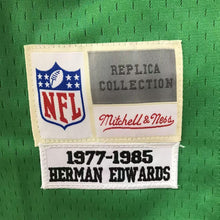 REPLICA
COLLECTION
NFL
Mitchell & Ness
1977-1985
HERMAN EDWARDS